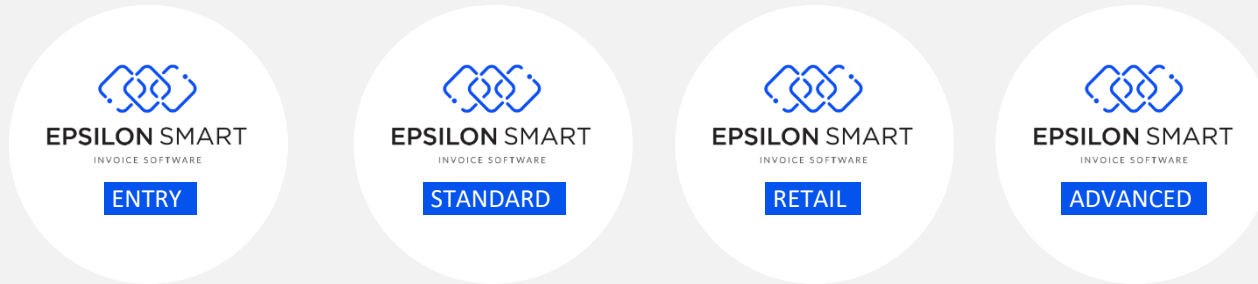 EPSILON SMART
INVOICE SOFTWARE
ENTRY
EPSILON SMART
INVOICE SOFTWARE
STANDARD
EPSILON SMART
INVOICE SOFTWARE
RETAIL
EPSILON SMART
INVOICE SOFTWARE
ADVANCED